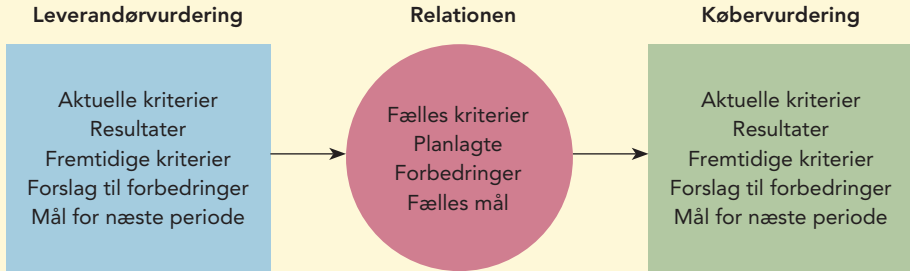 Leverandørvurdering
Aktuelle kriterier
Resultater
Fremtidige kriterier
Forslag til forbedringer
Mål for næste periode
Relationen
Fælles kriterier
Planlagte
Forbedringer
Fælles mål
Købervurdering
Aktuelle kriterier
Resultater
Fremtidige kriterier
Forslag til forbedringer
Mål for næste periode